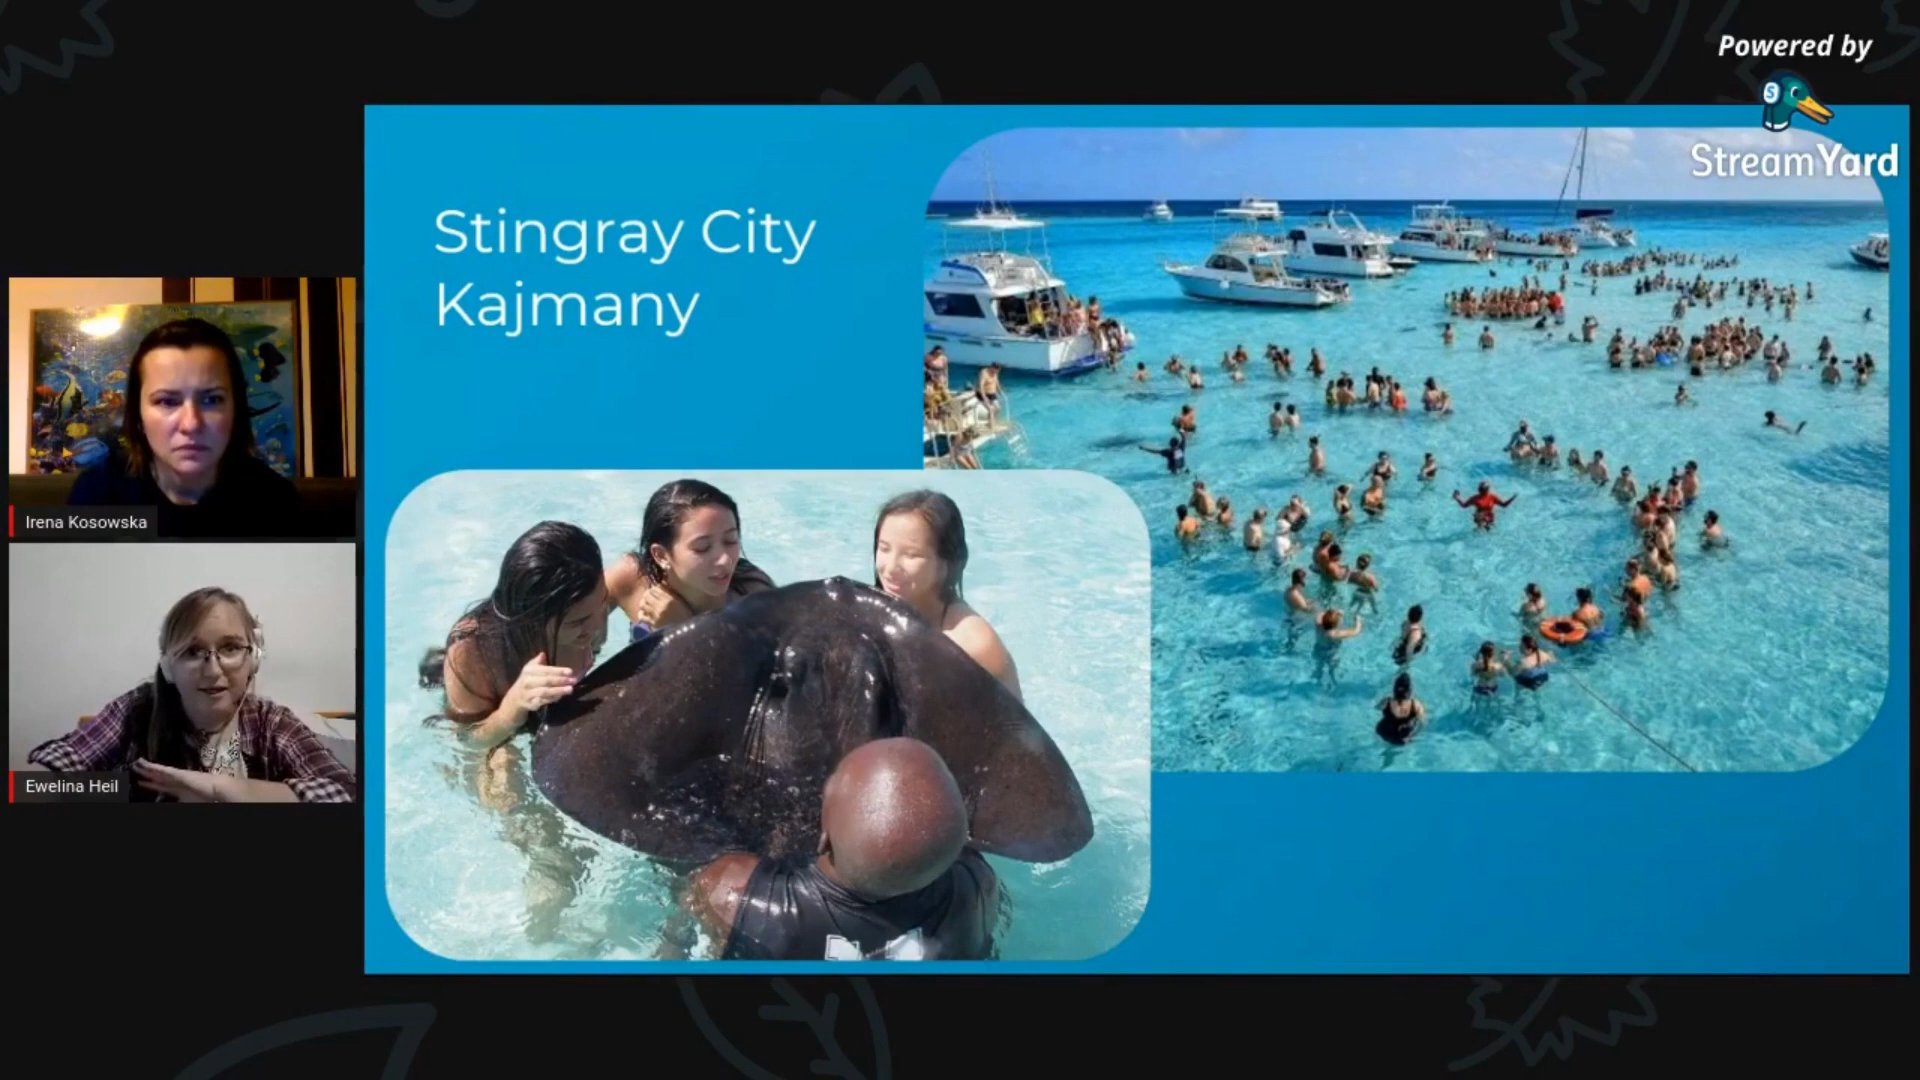 Powered by
StreamYard
Stingray City
Kajmany
Irena Kosowska
Ewelina Heil